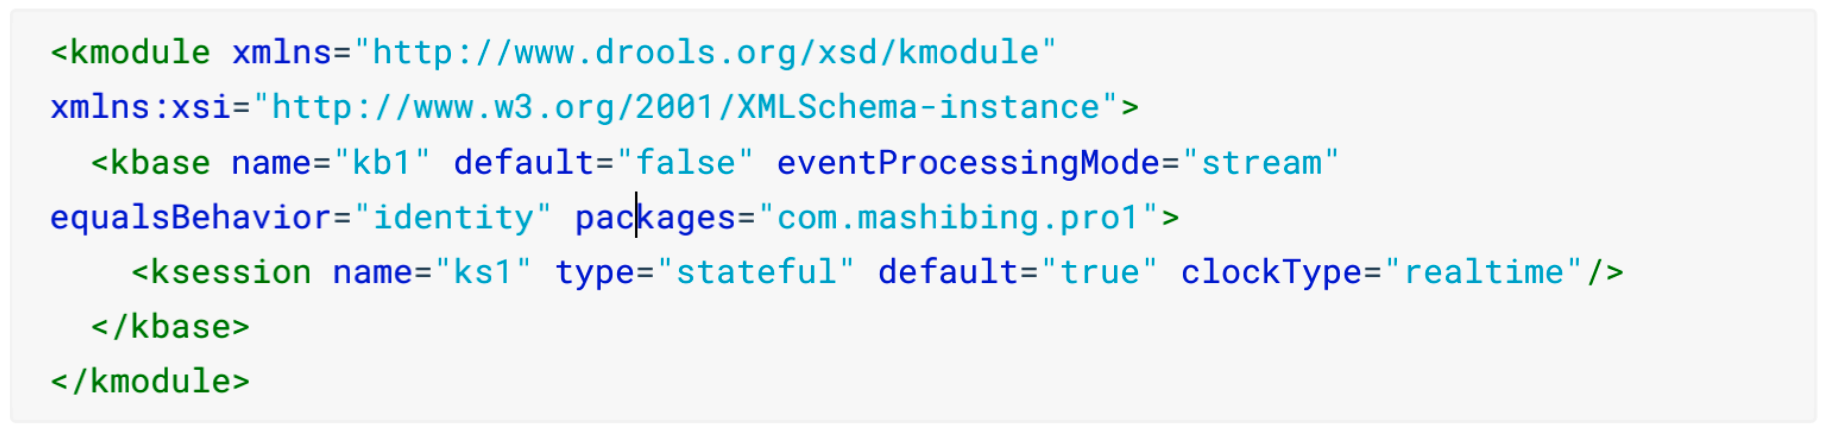 <kmodule xmlns="http://www.drools.org/xsd/kmodule"
xmlns:xsi="http://www.w3.org/2001/XMLSchema-instance">
  <kbase name="kb1" default="false" eventProcessingMode="stream"
equalsBehavior="identity" packages="com.mashibing.pro1">
    <ksession name="ks1" type="stateful" default="true" clockType="realtime"/>
  </kbase>
</kmodule>